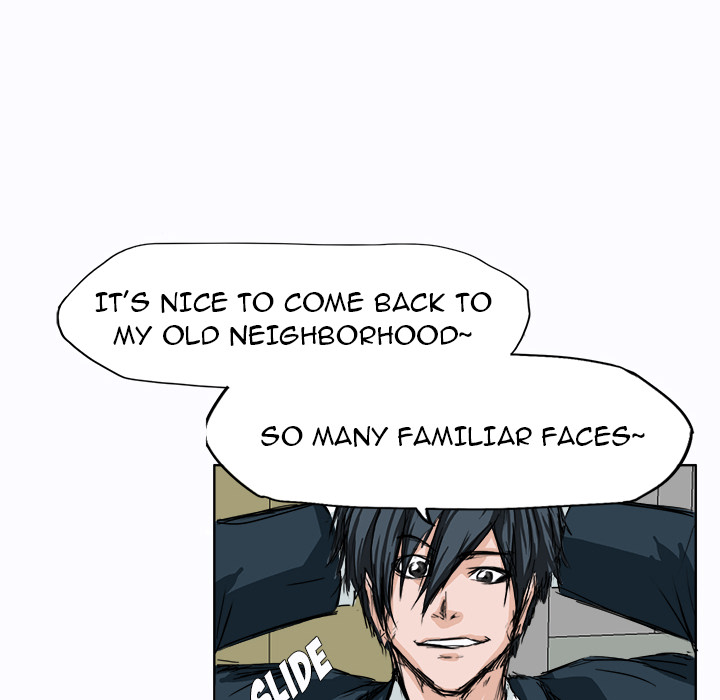 IT'S NICE TO COME BACK TO
MY OLD NEIGHBORHOOD~
SO MANY FAMILIAR FACES~
SLIDE